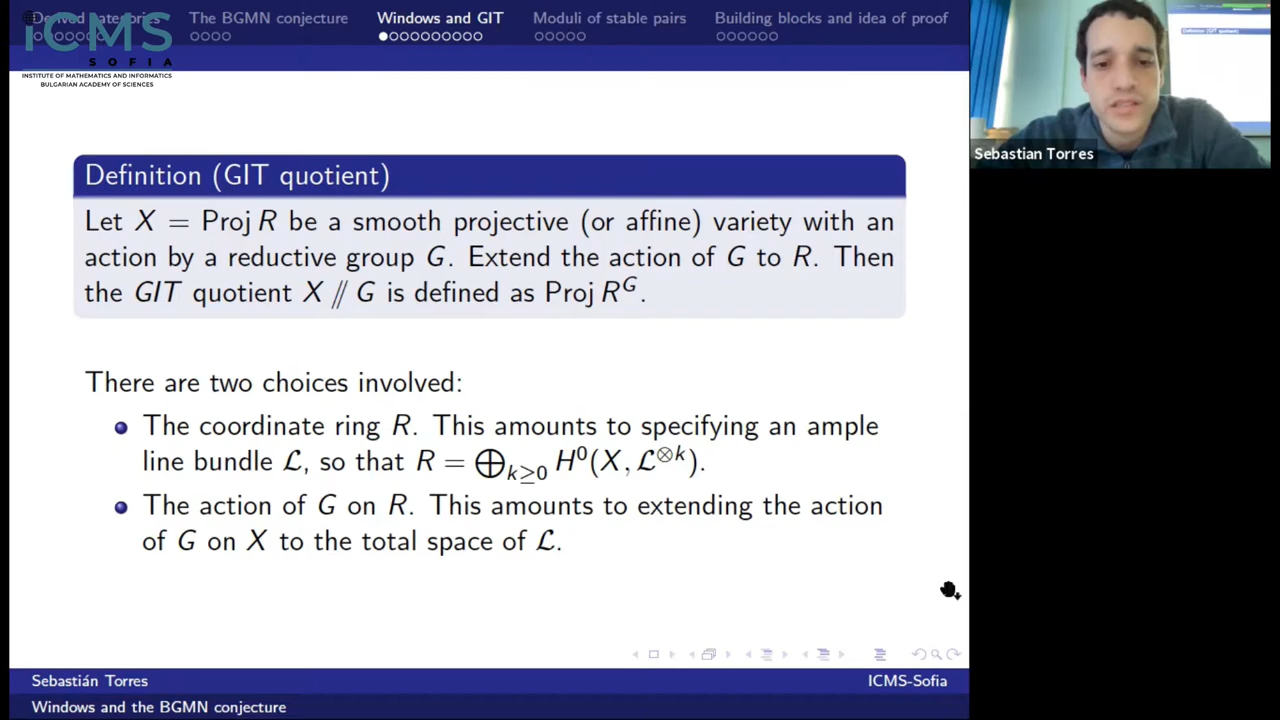 Derived categories The BGMN conjecture Windows and GIT Moduli of stable pairs Building blocks and idea of proof
iCMS
SOFIA
INSTITUTE OF MATHEMATICS AND INFORMATICS
BULGARIAN ACADEMY OF SCIENCES
Definition (GIT quotient)
Let X = Proj R be a smooth projective (or affine) variety with an
action by a reductive group G. Extend the action of G to R. Then
the GIT quotient X // G is defined as Proj R^G.
There are two choices involved:
The coordinate ring R. This amounts to specifying an ample
line bundle ℒ, so that R = ⊕_{k≥0} H^0(X, ℒ^{⊗k}).
The action of G on R. This amounts to extending the action
of G on X to the total space of ℒ.
Sebastián Torres ICMS-Sofia
Windows and the BGMN conjecture
Definition (GIT quotient)
Sebastian Torres